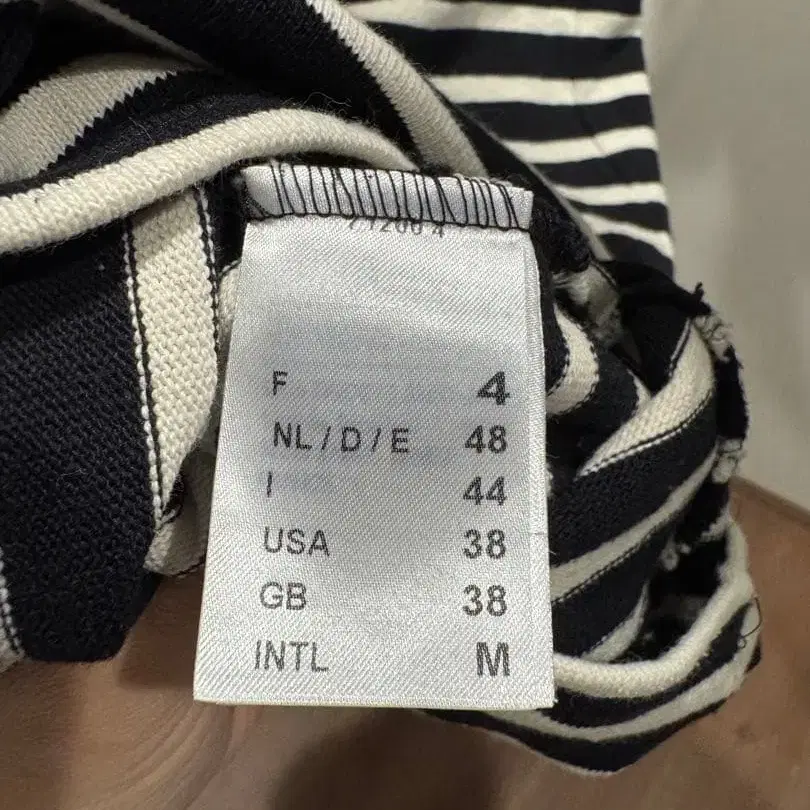 F 4
NL/D/E 48
I 44
USA 38
GB 38
INTL M